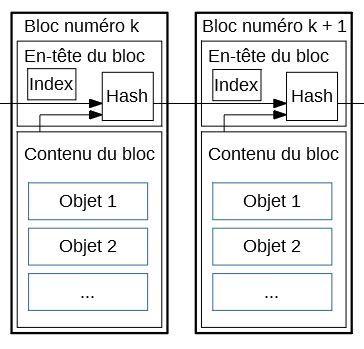 Bloc numéro k
En-tête du bloc
Index
Hash
Contenu du bloc
Objet 1
Objet 2
...
Bloc numéro k + 1
En-tête du bloc
Index
Hash
Contenu du bloc
Objet 1
Objet 2
...